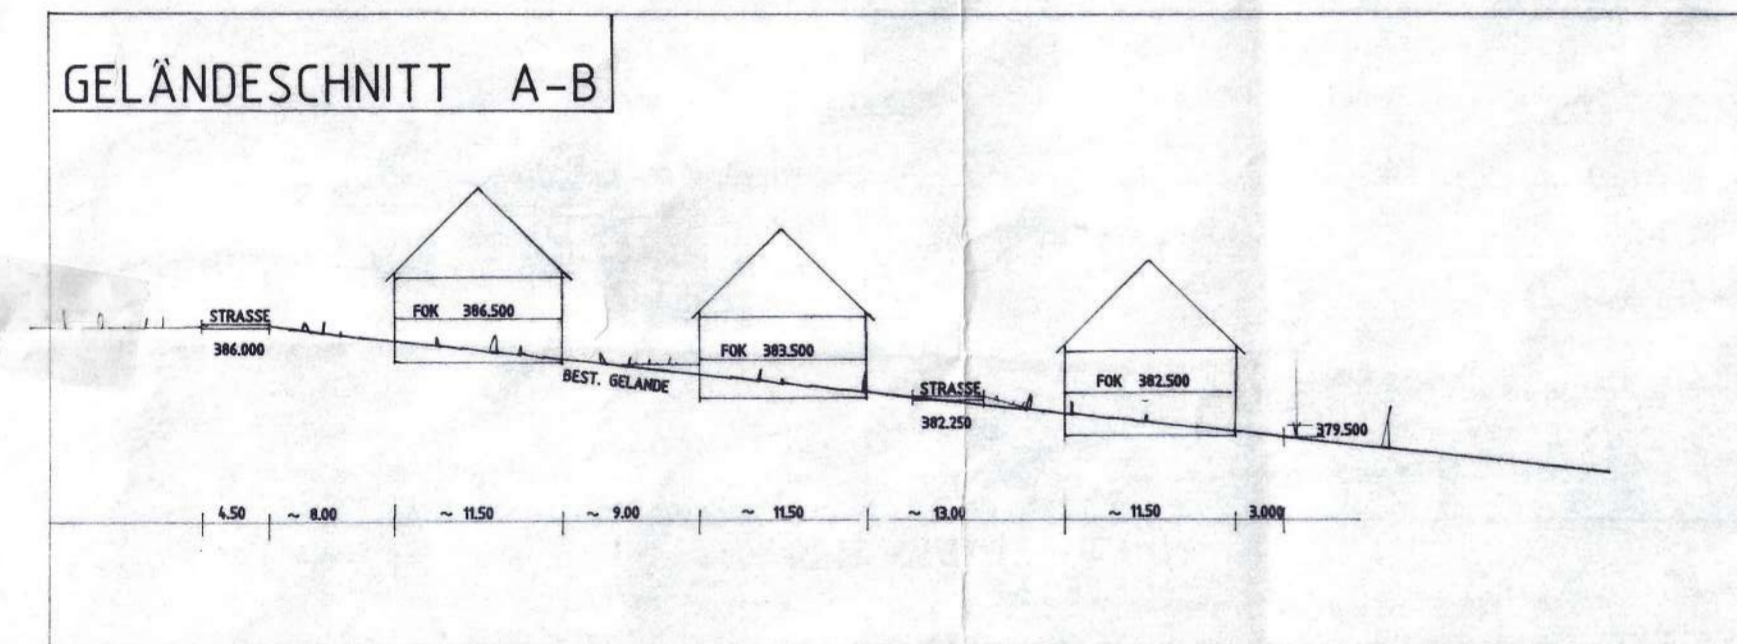 GELÄNDESCHNITT A-B
STRASSE
386.000
FOK 386.500
BEST. GELANDE
FOK 383.500
STRASSE
382.250
FOK 382.500
379.500
4.50 ~ 8.00 ~ 11.50 ~ 9.00 ~ 11.50 ~ 13.00 ~ 11.50 3.000